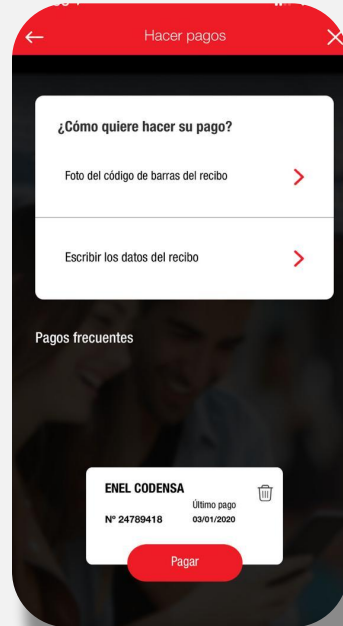 Hacer pagos
¿Cómo quiere hacer su pago?
Foto del código de barras del recibo
Escribir los datos del recibo
Pagos frecuentes
ENEL CODENSA
Último pago
Nº 24789418 03/01/2020
Pagar